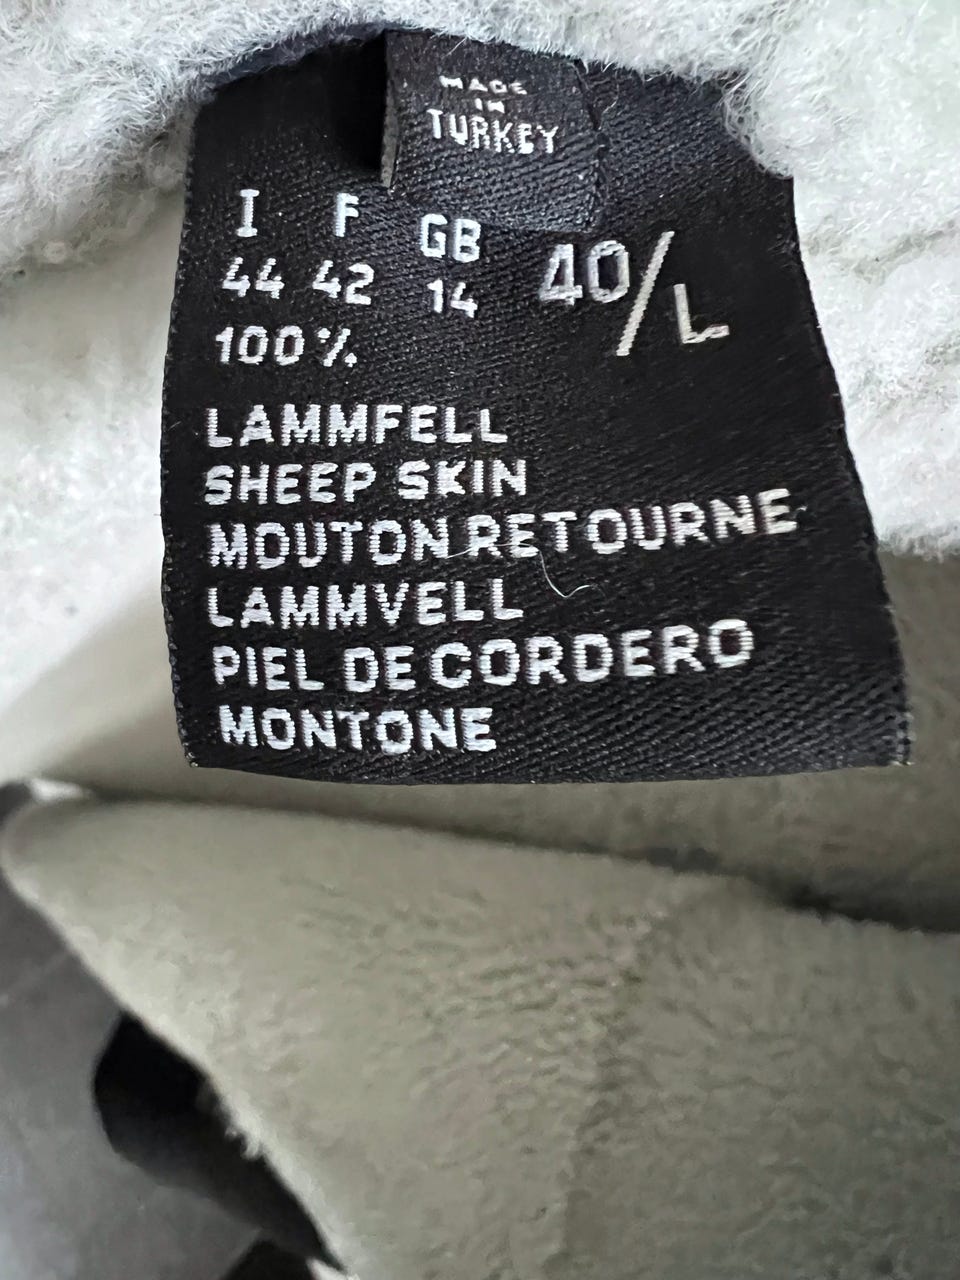 MADE
IN
TURKEY
I F GB
44 42 14 40/L
100%
LAMMFELL
SHEEP SKIN
MOUTON RETOURNE
LAMMVELL
PIEL DE CORDERO
MONTONE